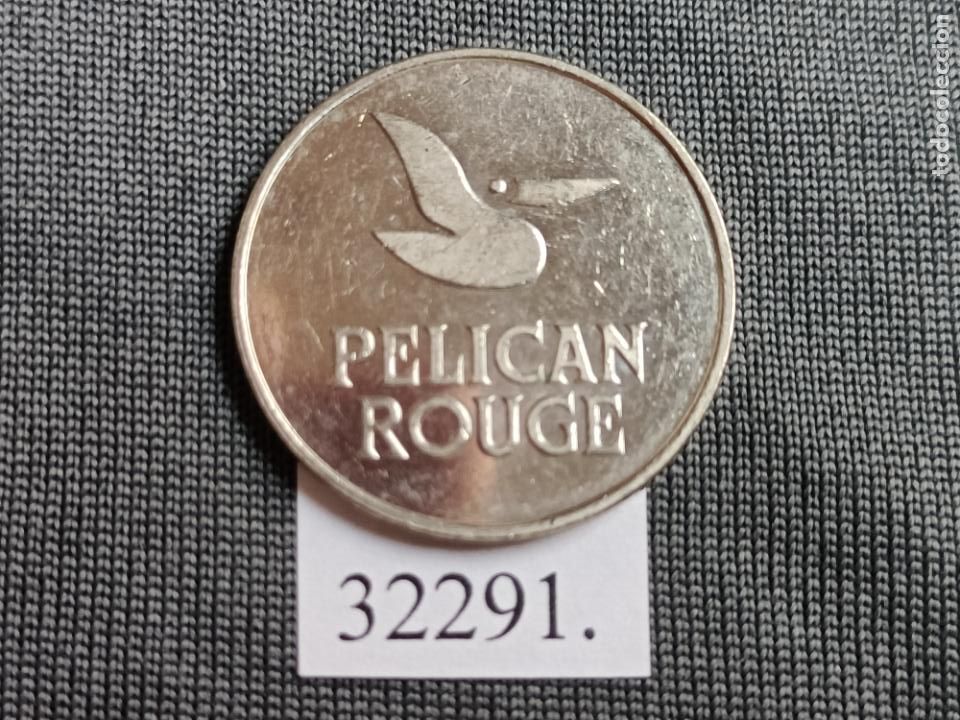 PELICAN
ROUGE
32291.
todocoleccion